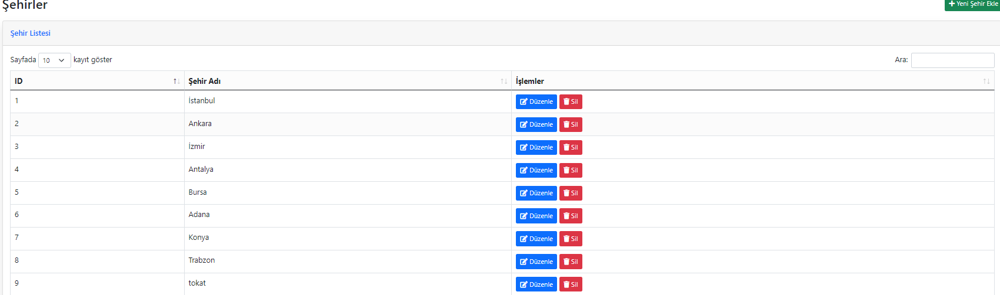 Şehirler
Yeni Şehir Ekle
Şehir Listesi
Sayfada 10 kayıt göster
Ara:
ID Şehir Adı İşlemler
1 İstanbul Düzenle Sil
2 Ankara Düzenle Sil
3 İzmir Düzenle Sil
4 Antalya Düzenle Sil
5 Bursa Düzenle Sil
6 Adana Düzenle Sil
7 Konya Düzenle Sil
8 Trabzon Düzenle Sil
9 tokat Düzenle Sil